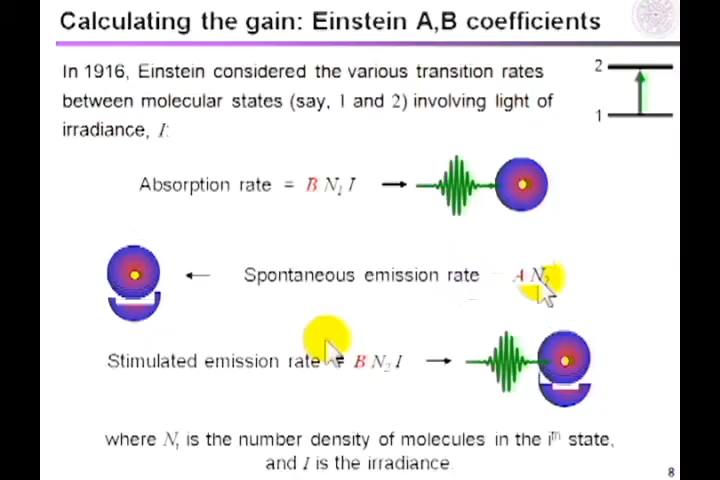 Calculating the gain: Einstein A,B coefficients
In 1916, Einstein considered the various transition rates
between molecular states (say, 1 and 2) involving light of
irradiance, I:
2
1
Absorption rate = B N₁ I
Spontaneous emission rate A N₂
Stimulated emission rate = B N₂ I
where Nᵢ is the number density of molecules in the iᵗʰ state,
and I is the irradiance.
8